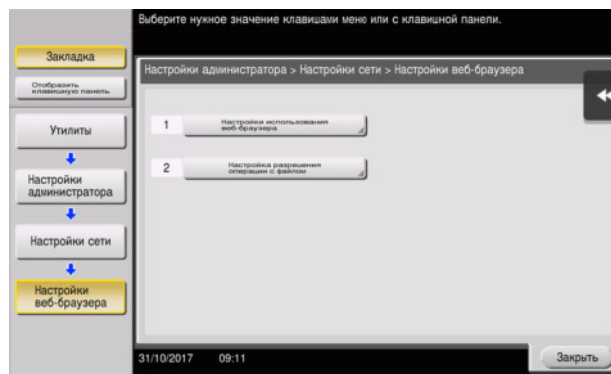 Выберите нужное значение клавишами меню или с клавишной панели.
Закладка
Отобразить
клавишную панель
Утилиты
Настройки
администратора
Настройки сети
Настройки
веб-браузера
Настройки администратора > Настройки сети > Настройки веб-браузера
1
Настройки использования
веб-браузера
2
Настройка разрешения
операции с файлом
31/10/2017 09:11
Закрыть